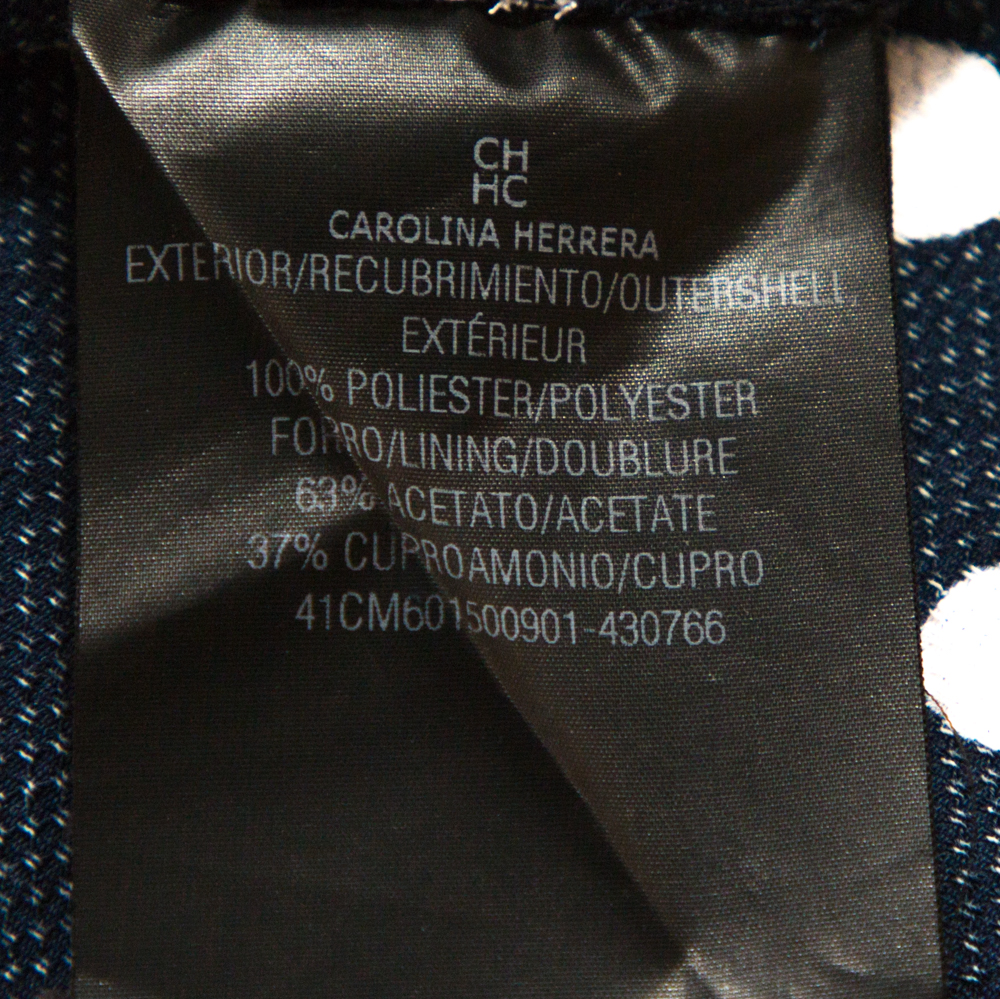 CH
HC
CAROLINA HERRERA
EXTERIOR/RECUBRIMIENTO/OUTERSHELL
EXTÉRIEUR
100% POLIESTER/POLYESTER
FORRO/LINING/DOUBLURE
63% ACETATO/ACETATE
37% CUPROAMONIO/CUPRO
41CM601500901-430766